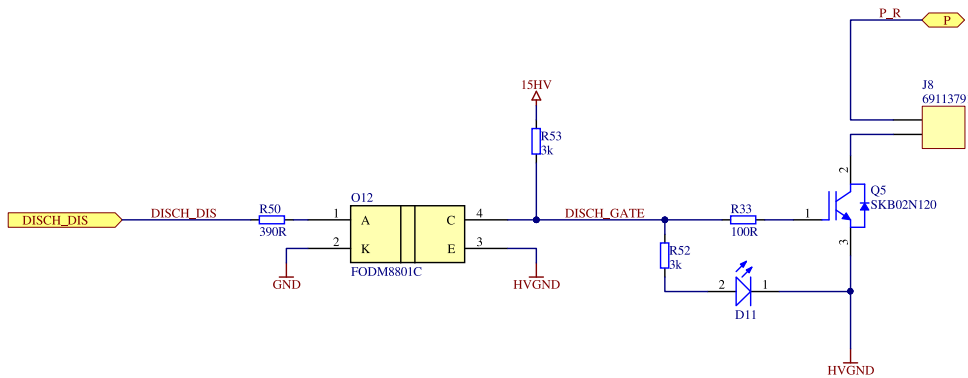 P_R
P
J8
6911379
15HV
R53
3k
O12
2
Q5
SKB02N120
DISCH_DIS
DISCH_DIS
R50
390R
1
A
C
4
DISCH_GATE
R33
100R
1
2
K
E
3
3
FODM8801C
R52
3k
GND
HVGND
2
1
D11
HVGND